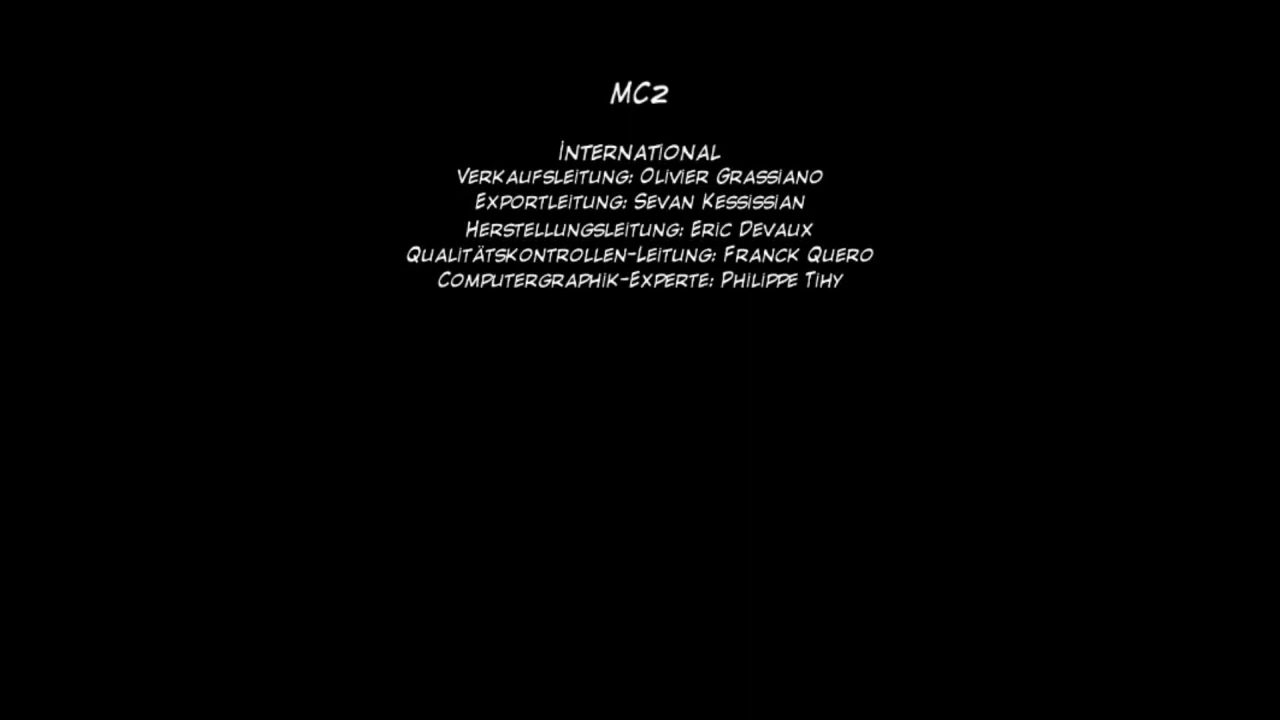 MC2
International
Verkaufsleitung: Olivier Grassiano
Exportleitung: Sevan Kessissian
Herstellungsleitung: Eric Devaux
Qualitätskontrollen-Leitung: Franck Quero
Computergraphik-Experte: Philippe Tihy